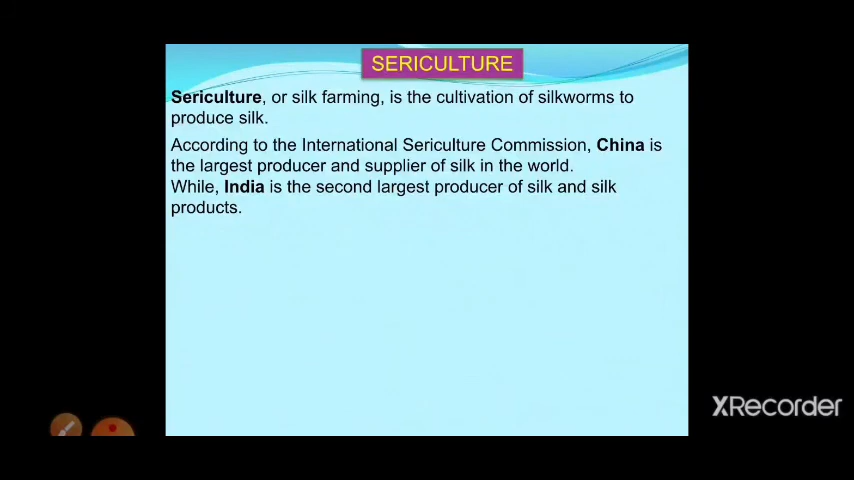 SERICULTURE
Sericulture, or silk farming, is the cultivation of silkworms to
produce silk.
According to the International Sericulture Commission, China is
the largest producer and supplier of silk in the world.
While, India is the second largest producer of silk and silk
products.
XRecorder